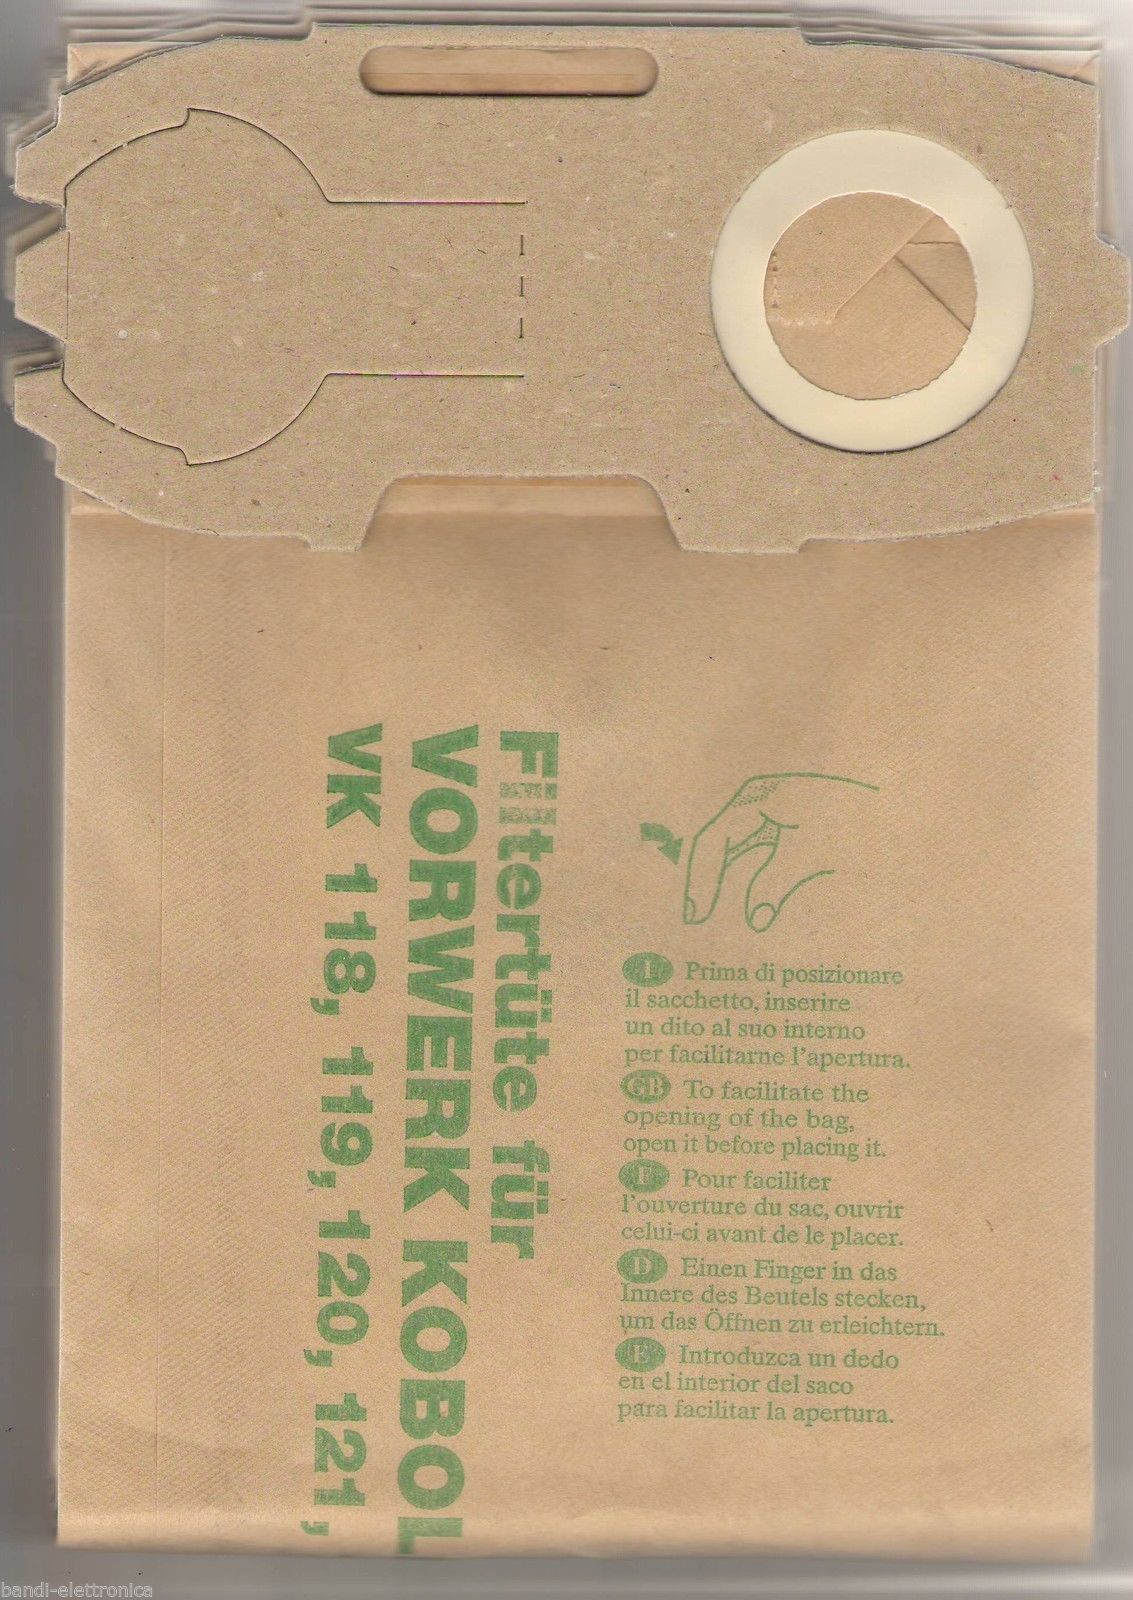 Filtertüte für
VORWERK KOBOL
VK 118, 119, 120, 121,
I Prima di posizionare
il sacchetto, inserire
un dito al suo interno
per facilitarne l'apertura.
GB To facilitate the
opening of the bag,
open it before placing it.
F Pour faciliter
l'ouverture du sac, ouvrir
celui-ci avant de le placer.
D Einen Finger in das
Innere des Beutels stecken,
um das Öffnen zu erleichtern.
E Introduzca un dedo
en el interior del saco
para facilitar la apertura.
bandi-elettronica